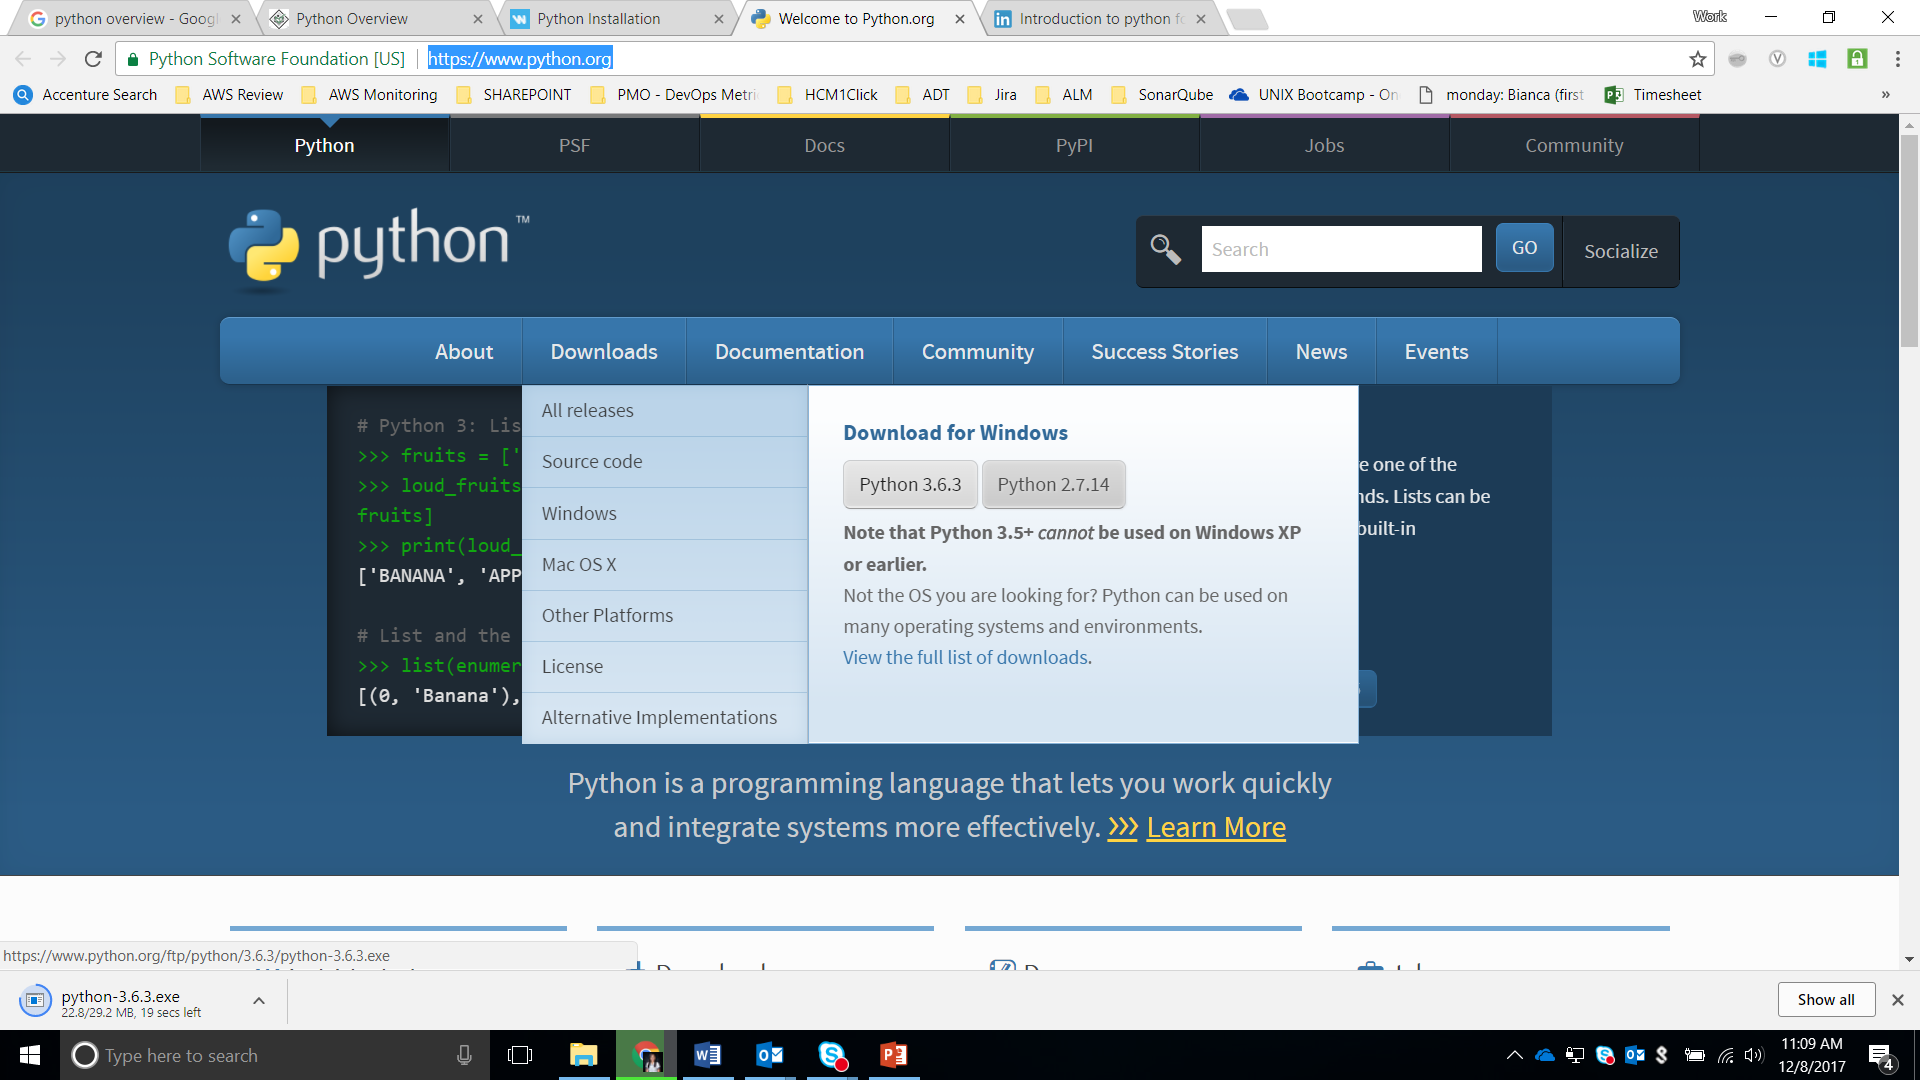 python overview - Goog
Python Overview
Python Installation
Welcome to Python.org
Introduction to python fo
Work
Python Software Foundation [US]
https://www.python.org
Accenture Search
AWS Review
AWS Monitoring
SHAREPOINT
PMO - DevOps Metri
HCM1Click
ADT
Jira
ALM
SonarQube
UNIX Bootcamp - On
monday: Bianca (first
Timesheet
»
Python
PSF
Docs
PyPI
Jobs
Community
python™
Search
GO
Socialize
About
Downloads
Documentation
Community
Success Stories
News
Events
# Python 3: Lis
>>> fruits = ['
>>> loud_fruits
fruits]
>>> print(loud_
['BANANA', 'APP
# List and the
>>> list(enumer
[(0, 'Banana'),
All releases
Source code
Windows
Mac OS X
Other Platforms
License
Alternative Implementations
Download for Windows
Python 3.6.3
Python 2.7.14
Note that Python 3.5+ cannot be used on Windows XP
or earlier.
Not the OS you are looking for? Python can be used on
many operating systems and environments.
View the full list of downloads.
e one of the
nds. Lists can be
built-in
Python is a programming language that lets you work quickly
and integrate systems more effectively. >>> Learn More
https://www.python.org/ftp/python/3.6.3/python-3.6.3.exe
python-3.6.3.exe
22.8/29.2 MB, 19 secs left
Show all
Type here to search
11:09 AM
12/8/2017
4